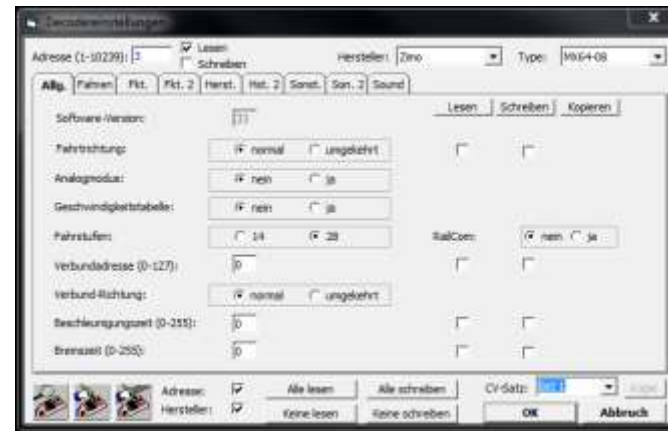 Decodereinstellungen
Adresse (1-10239): 3 Lesen Schreiben Hersteller: Zimo Type: MX64-08
Allg. Fahren Fkt. Fkt. 2 Herst. Hst. 2 Sonst. Son. 2 Sound
Lesen Schreiben Kopieren
Software-Version:
Fahrtrichtung: normal umgekehrt
Analogmodus: nein ja
Geschwindigkeitstabelle: nein ja
Fahrstufen: 14 28 RailCom: nein ja
Verbundadresse (0-127): 0
Verbund-Richtung: normal umgekehrt
Beschleunigungszeit (0-255): 0
Bremszeit (0-255): 0
Adresse: Alle lesen Alle schreiben CV-Satz:
Hersteller: Keine lesen Keine schreiben OK Abbruch